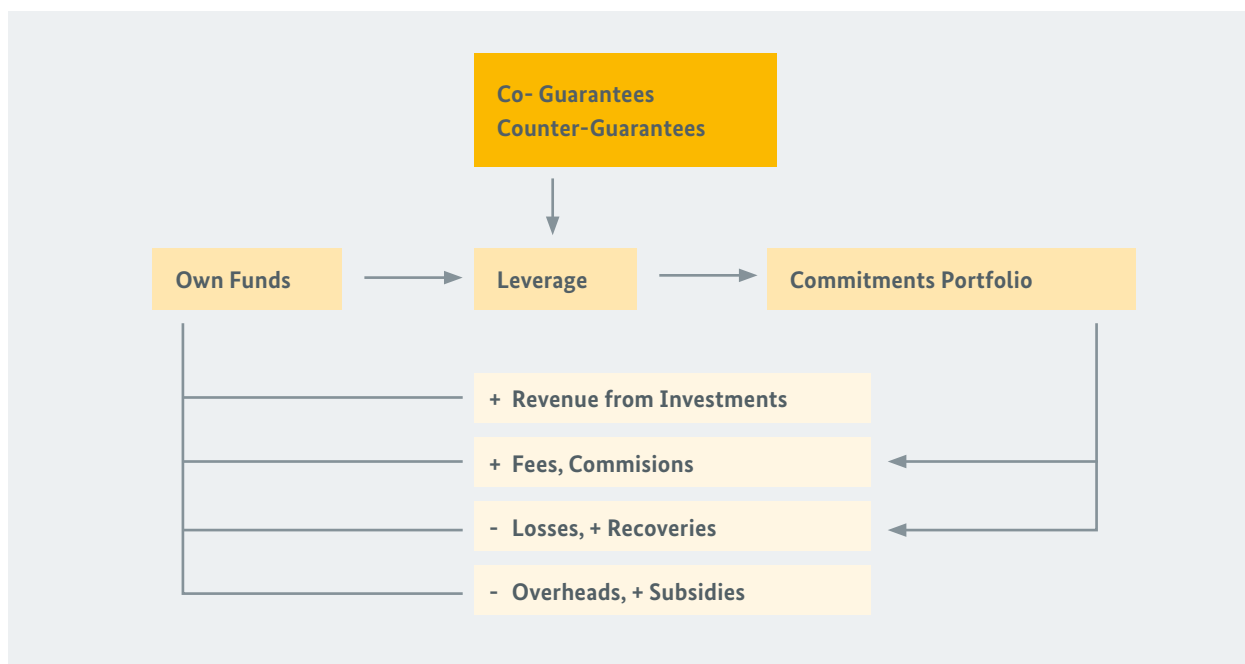 Co- Guarantees
Counter-Guarantees
Own Funds
Leverage
Commitments Portfolio
+ Revenue from Investments
+ Fees, Commisions
- Losses, + Recoveries
- Overheads, + Subsidies